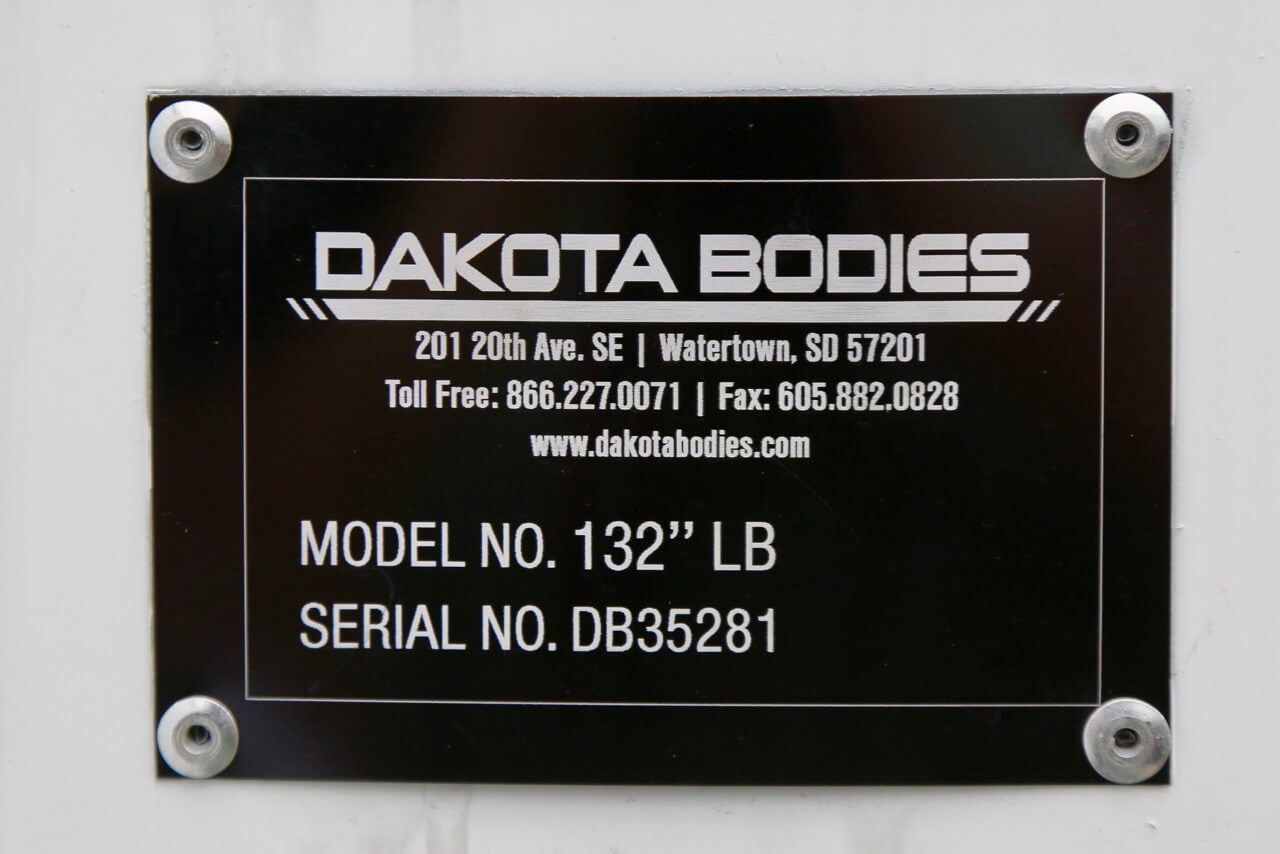 DAKOTA BODIES
201 20th Ave. SE | Watertown, SD 57201
Toll Free: 866.227.0071 | Fax: 605.882.0828
www.dakotabodies.com
MODEL NO. 132” LB
SERIAL NO. DB35281